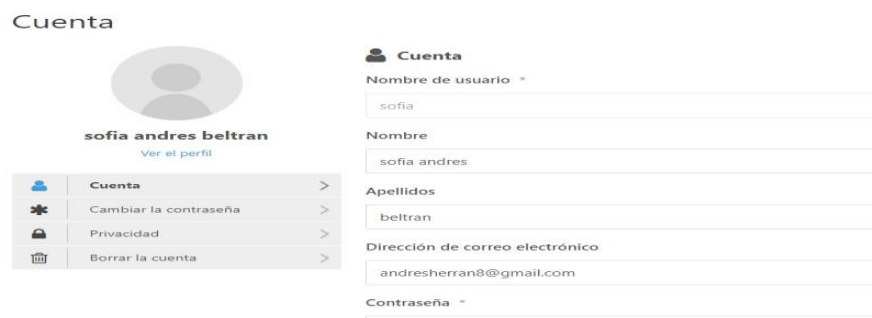 Cuenta
sofia andres beltran
Ver el perfil
Cuenta >
Cambiar la contraseña >
Privacidad >
Borrar la cuenta >
Cuenta
Nombre de usuario *
sofia
Nombre
sofia andres
Apellidos
beltran
Dirección de correo electrónico
andresherran8@gmail.com
Contraseña *